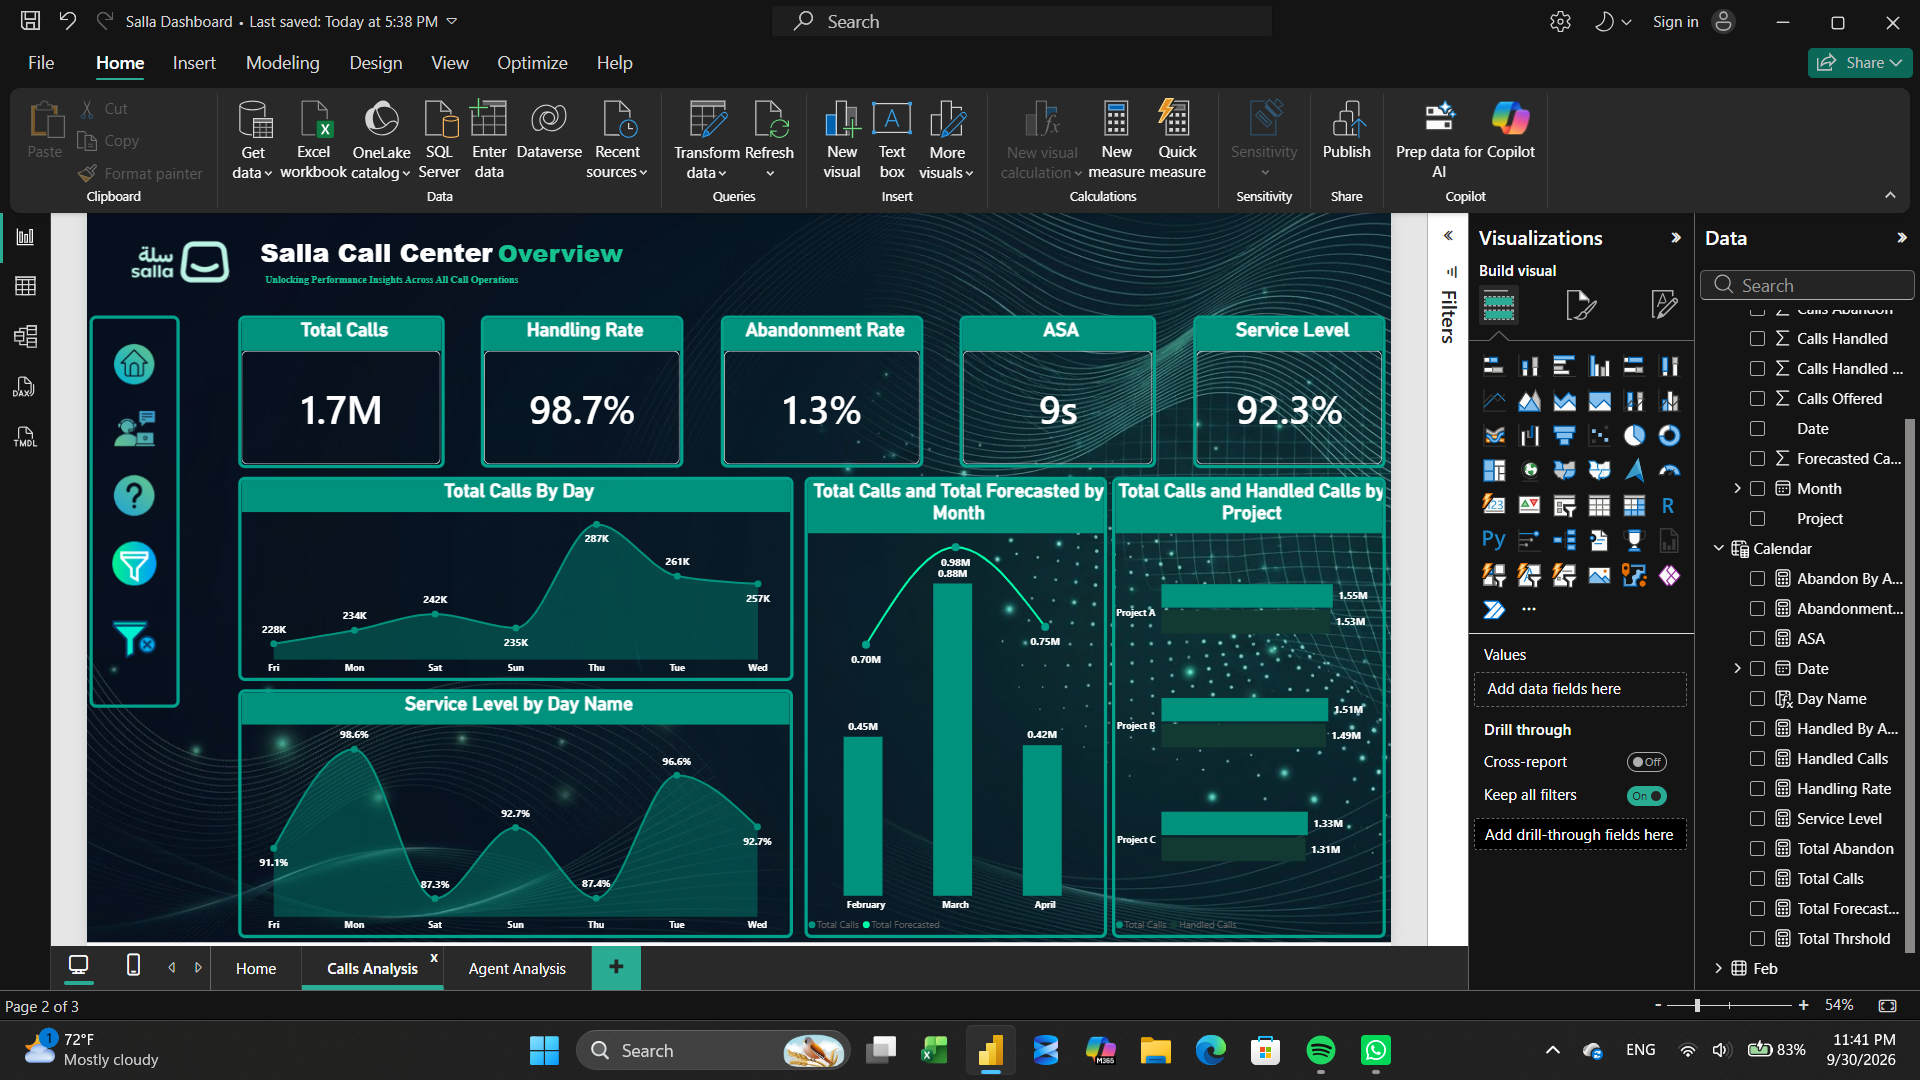 Salla Dashboard • Last saved: Today at 5:38 PM
Search
Sign in
File
Home
Insert
Modeling
Design
View
Optimize
Help
Share
Paste
Cut
Copy
Format painter
Clipboard
Get data
Excel workbook
OneLake catalog
SQL Server
Enter data
Dataverse
Recent sources
Data
Transform data
Refresh
Queries
New visual
Text box
More visuals
Insert
New visual calculation
New measure
Quick measure
Calculations
Sensitivity
Sensitivity
Publish
Share
Prep data for AI
Copilot
Copilot
سلة
salla
Salla Call Center Overview
Unlocking Performance Insights Across All Call Operations
Total Calls
1.7M
Handling Rate
98.7%
Abandonment Rate
1.3%
ASA
9s
Service Level
92.3%
Total Calls By Day
228K
234K
242K
235K
287K
261K
257K
Fri
Mon
Sat
Sun
Thu
Tue
Wed
Service Level by Day Name
91.1%
98.6%
87.3%
92.7%
87.4%
96.6%
92.7%
Fri
Mon
Sat
Sun
Thu
Tue
Wed
Total Calls and Total Forecasted by
Month
0.98M
0.88M
0.70M
0.75M
0.45M
0.42M
February
March
April
Total Calls
Total Forecasted
Total Calls and Handled Calls by
Project
Project A
1.55M
1.53M
Project B
1.51M
1.49M
Project C
1.33M
1.31M
Total Calls
Handled Calls
Filters
Visualizations
Build visual
123
R
Py
Values
Add data fields here
Drill through
Cross-report
Off
Keep all filters
On
Add drill-through fields here
Data
Search
Calls Abandon
Calls Handled
Calls Handled ...
Calls Offered
Date
Forecasted Ca...
Month
Project
Calendar
Abandon By A...
Abandonment...
ASA
Date
Day Name
Handled By A...
Handled Calls
Handling Rate
Service Level
Total Abandon
Total Calls
Total Forecast...
Total Thrshold
Feb
DAX
TMDL
Home
Calls Analysis
x
Agent Analysis
+
Page 2 of 3
- + 54%
1
72°F
Mostly cloudy
Search
M365
ENG
83%
11:41 PM
9/30/2026